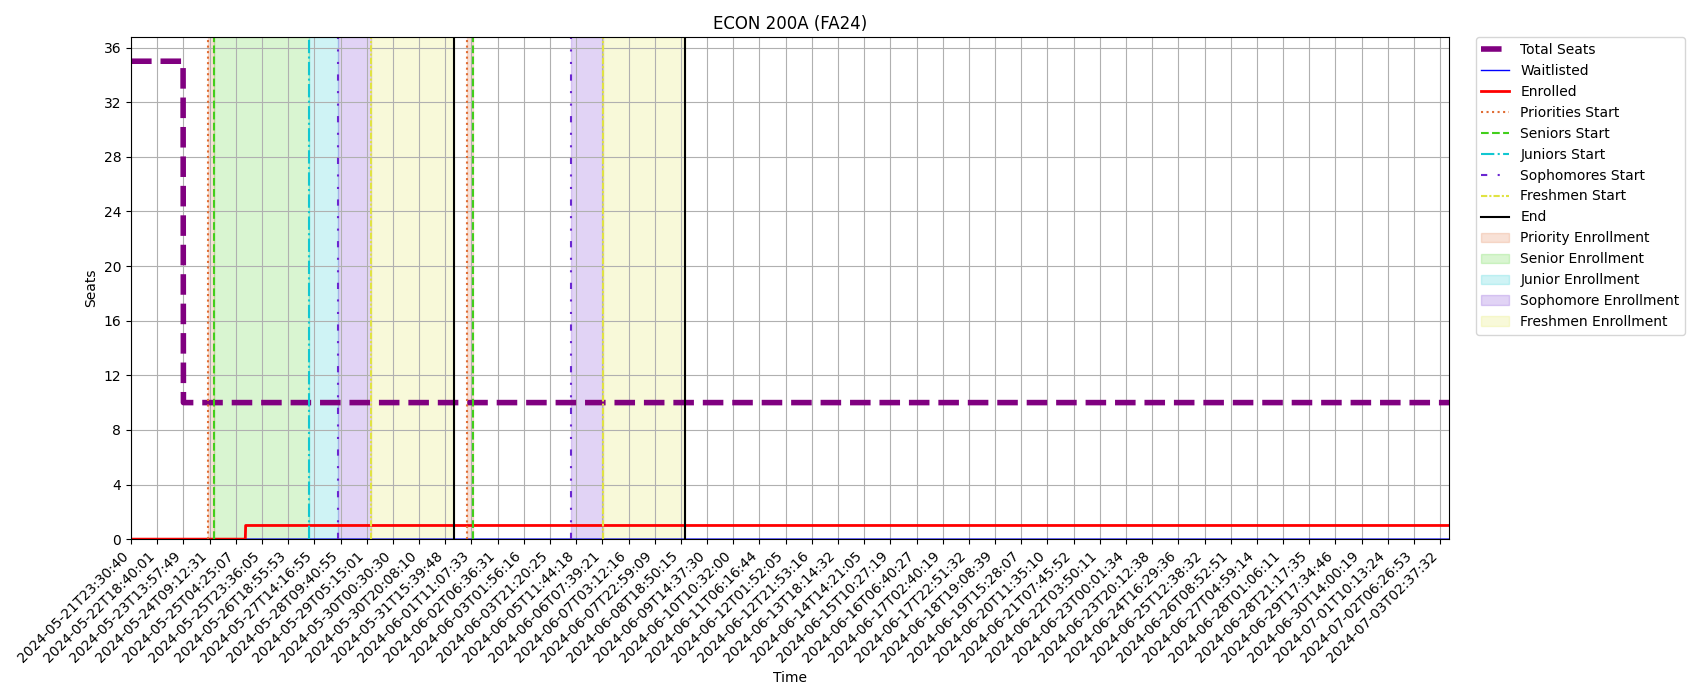 ECON 200A (FA24)
Seats
36
32
28
24
20
16
12
8
4
0
2024-05-21T23:30:40
2024-05-22T18:40:01
2024-05-23T13:57:49
2024-05-24T09:12:31
2024-05-25T04:25:07
2024-05-25T23:36:05
2024-05-26T18:55:53
2024-05-27T14:16:55
2024-05-28T09:40:55
2024-05-29T05:15:01
2024-05-30T00:30:30
2024-05-30T20:08:10
2024-05-31T15:39:48
2024-06-01T11:07:33
2024-06-02T06:36:31
2024-06-03T01:56:16
2024-06-03T21:20:25
2024-06-05T11:44:18
2024-06-06T07:39:21
2024-06-07T03:12:16
2024-06-07T22:59:09
2024-06-08T18:50:15
2024-06-09T14:37:30
2024-06-10T10:32:00
2024-06-11T06:16:44
2024-06-12T01:52:05
2024-06-12T21:53:16
2024-06-13T18:14:32
2024-06-14T14:21:05
2024-06-15T10:27:19
2024-06-16T06:40:27
2024-06-17T02:40:19
2024-06-17T22:51:32
2024-06-18T19:08:39
2024-06-19T15:28:07
2024-06-20T11:35:10
2024-06-21T07:45:52
2024-06-22T03:50:11
2024-06-23T00:01:34
2024-06-23T20:12:38
2024-06-24T16:29:36
2024-06-25T12:38:32
2024-06-26T08:52:51
2024-06-27T04:59:14
2024-06-28T01:06:11
2024-06-28T21:17:35
2024-06-29T17:34:46
2024-06-30T14:00:19
2024-07-01T10:13:24
2024-07-02T06:26:53
2024-07-03T02:37:32
Time
Total Seats
Waitlisted
Enrolled
Priorities Start
Seniors Start
Juniors Start
Sophomores Start
Freshmen Start
End
Priority Enrollment
Senior Enrollment
Junior Enrollment
Sophomore Enrollment
Freshmen Enrollment